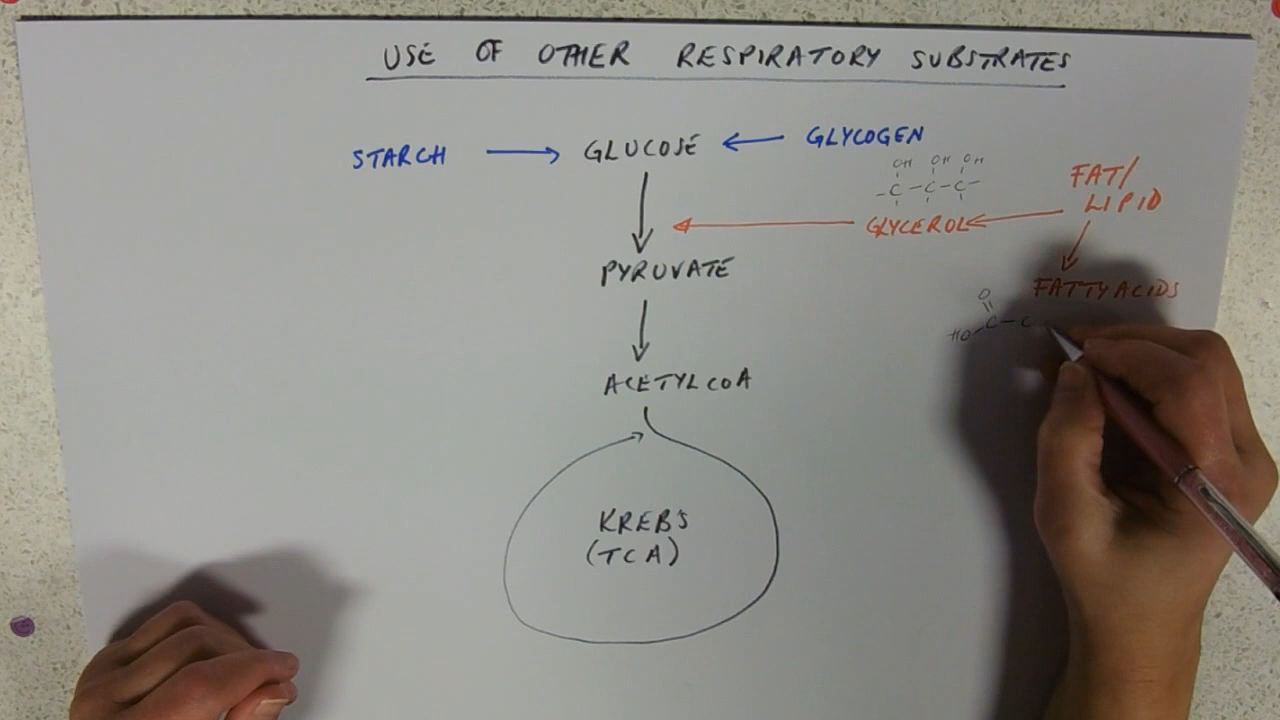 USE OF OTHER RESPIRATORY SUBSTRATES
STARCH
GLUCOSE
GLYCOGEN
OH OH OH
C C C
FAT/
LIPID
GLYCEROL
PYRUVATE
FATTY ACIDS
O
HO C C
ACETYL COA
KREBS
(TCA)